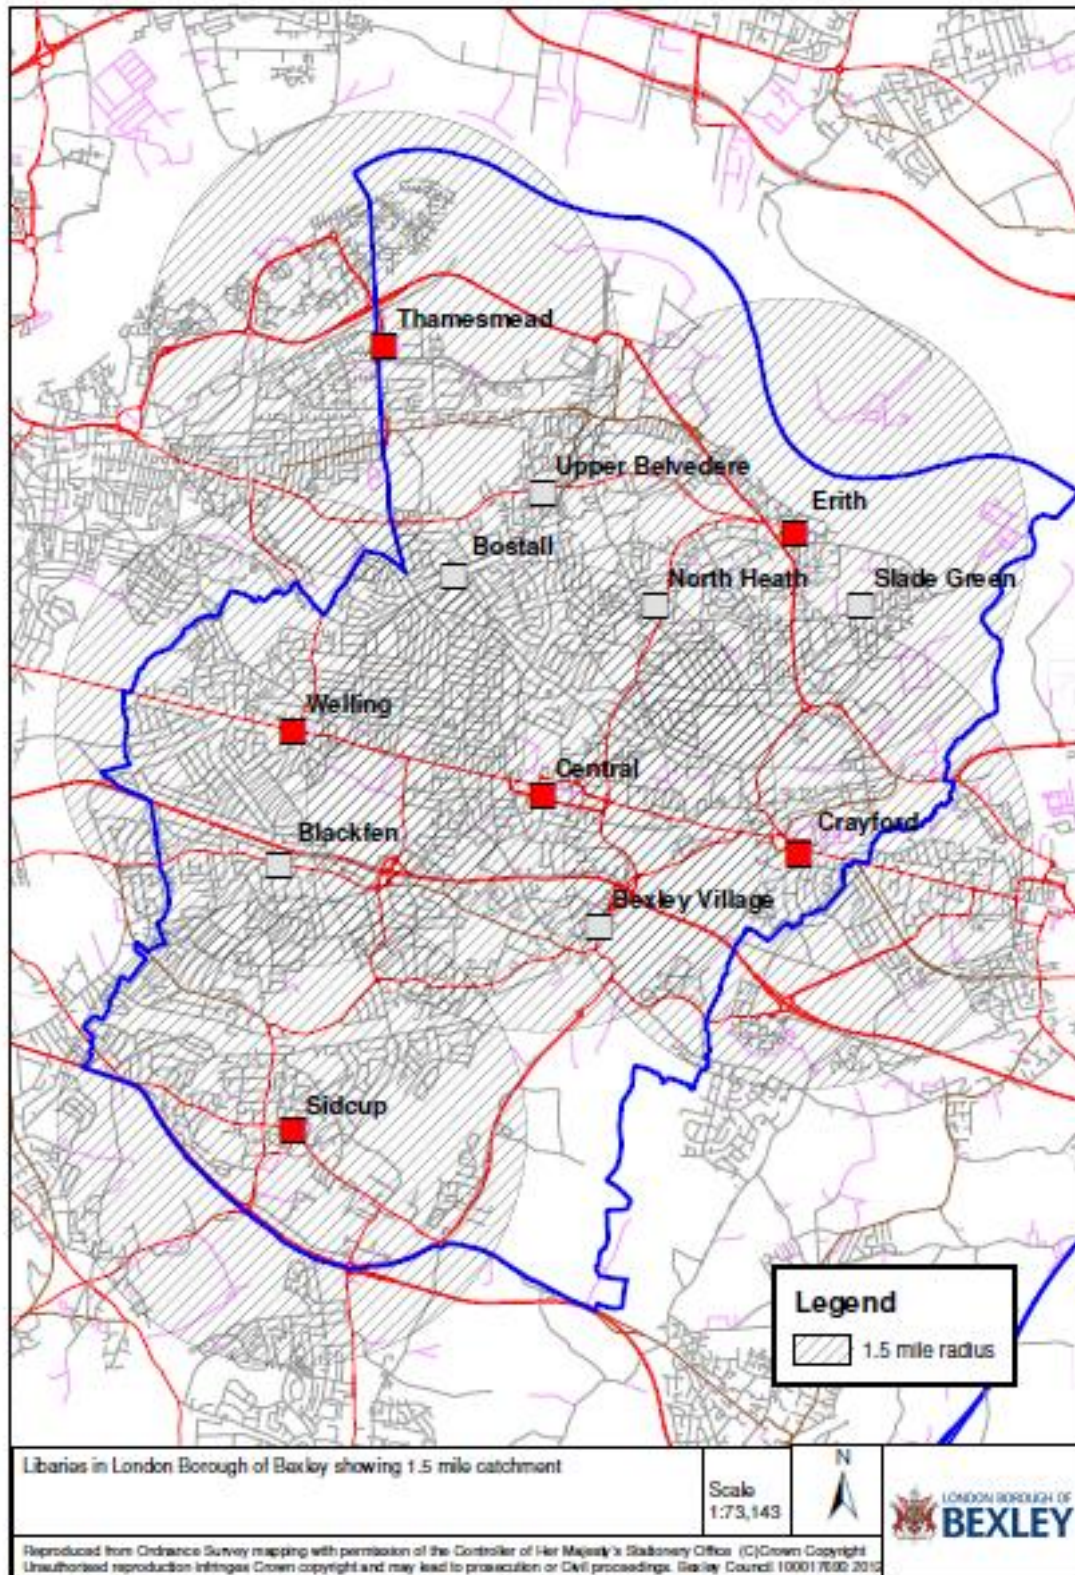 Thamesmead
Upper Belvedere
Erith
Bostall
North Heath
Slade Green
Welling
Central
Crayford
Blackfen
Bexley Village
Sidcup
Legend
1.5 mile radius
Libaries in London Borough of Bexley showing 1.5 mile catchment
Scale
1:73,143
N
LONDON BOROUGH OF
BEXLEY
Reproduced from Ordnance Survey mapping with permission of the Controller of Her Majesty's Stationery Office (C)Crown Copyright
Unauthorised reproduction infringes Crown copyright and may lead to prosecution or Civil proceedings. Bexley Council